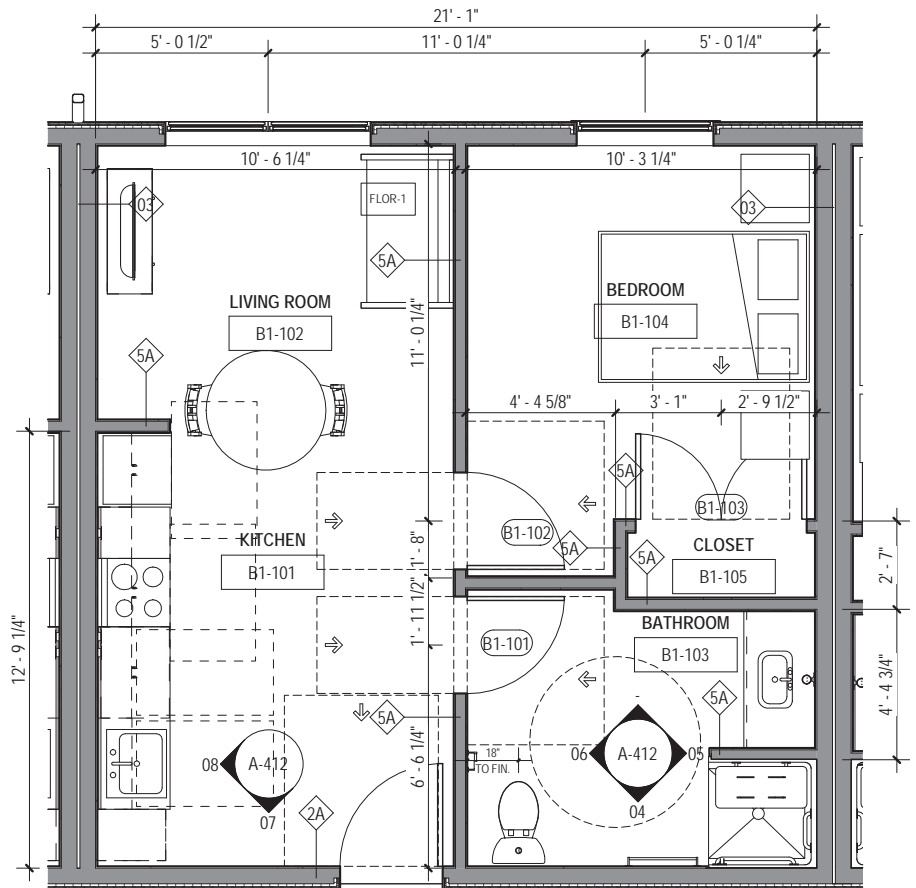 21' - 1"
5' - 0 1/2"
11' - 0 1/4"
5' - 0 1/4"
10' - 6 1/4"
10' - 3 1/4"
03
FLOR-1
03
5A
LIVING ROOM
B1-102
BEDROOM
B1-104
11' - 0 1/4"
5A
4' - 4 5/8"
3' - 1"
2' - 9 1/2"
5A
B1-103
B1-102
5A
KITCHEN
B1-101
CLOSET
B1-105
5A
1' - 8"
2' - 7"
1' - 11 1/2"
12' - 9 1/4"
B1-101
BATHROOM
B1-103
4' - 4 3/4"
5A
5A
6' - 6 1/4"
18"
TO FIN.
08
A-412
07
06
A-412
05
04
2A